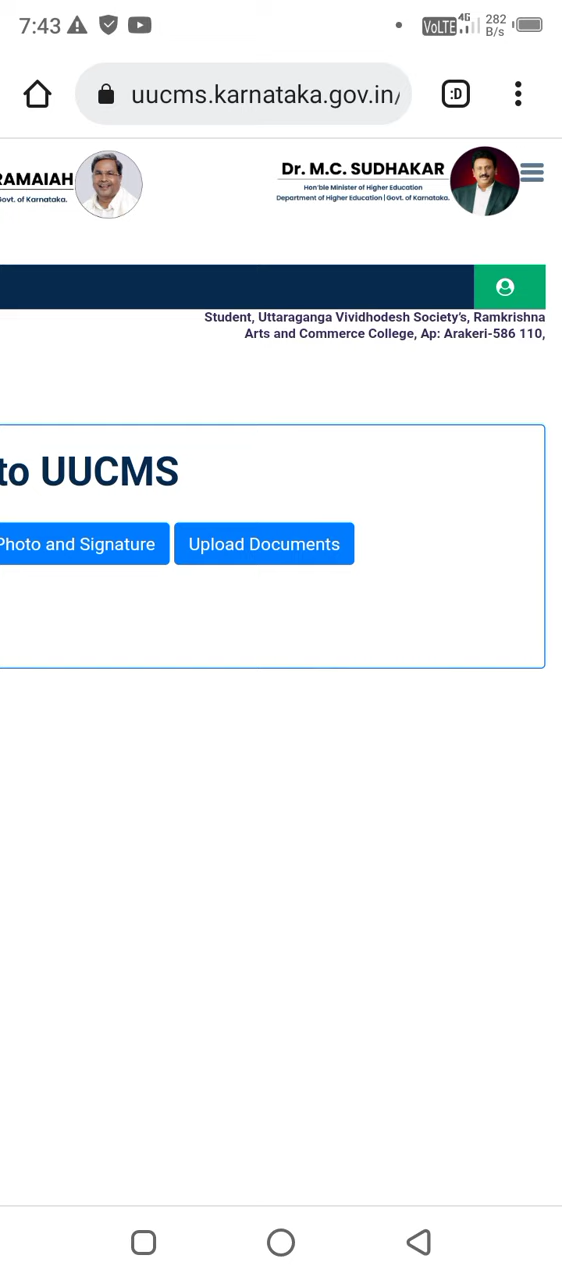 7:43
VoLTE 4G 282 B/s
uucms.karnataka.gov.in/
:D
RAMAIAH
Govt. of Karnataka.
Dr. M.C. SUDHAKAR
Hon'ble Minister of Higher Education
Department of Higher Education | Govt. of Karnataka.
Student, Uttaraganga Vividhodesh Society's, Ramkrishna
Arts and Commerce College, Ap: Arakeri-586 110,
to UUCMS
Photo and Signature
Upload Documents